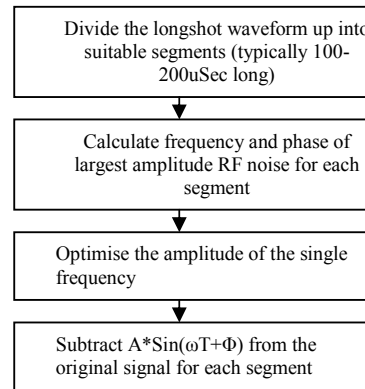 Divide the longshot waveform up into
suitable segments (typically 100-
200uSec long)
Calculate frequency and phase of
largest amplitude RF noise for each
segment
Optimise the amplitude of the single
frequency
Subtract A*Sin(ωT+Φ) from the
original signal for each segment